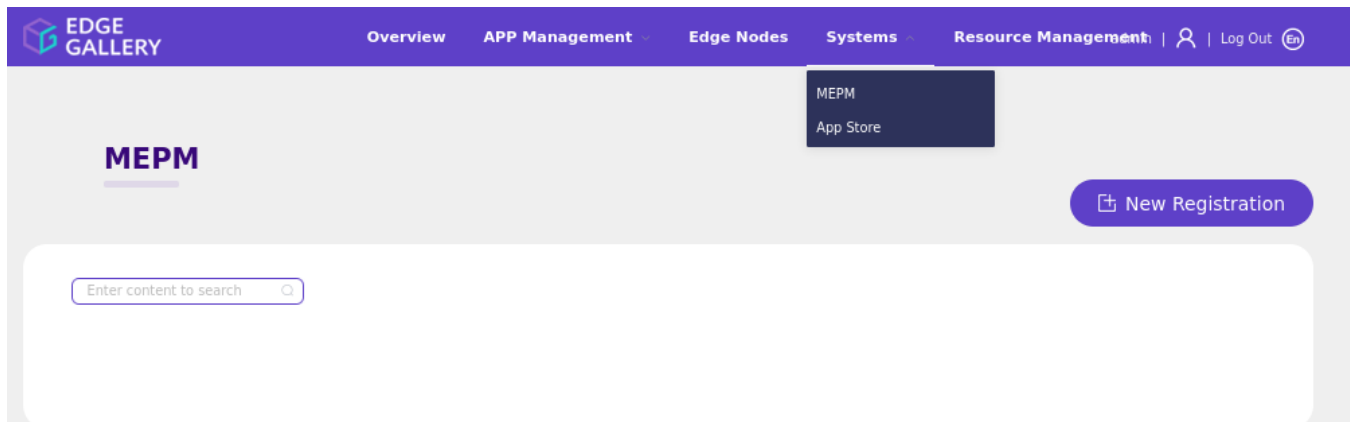 EDGE GALLERY
Overview APP Management Edge Nodes Systems Resource Management admin | | Log Out En
MEPM
App Store
MEPM
New Registration
Enter content to search